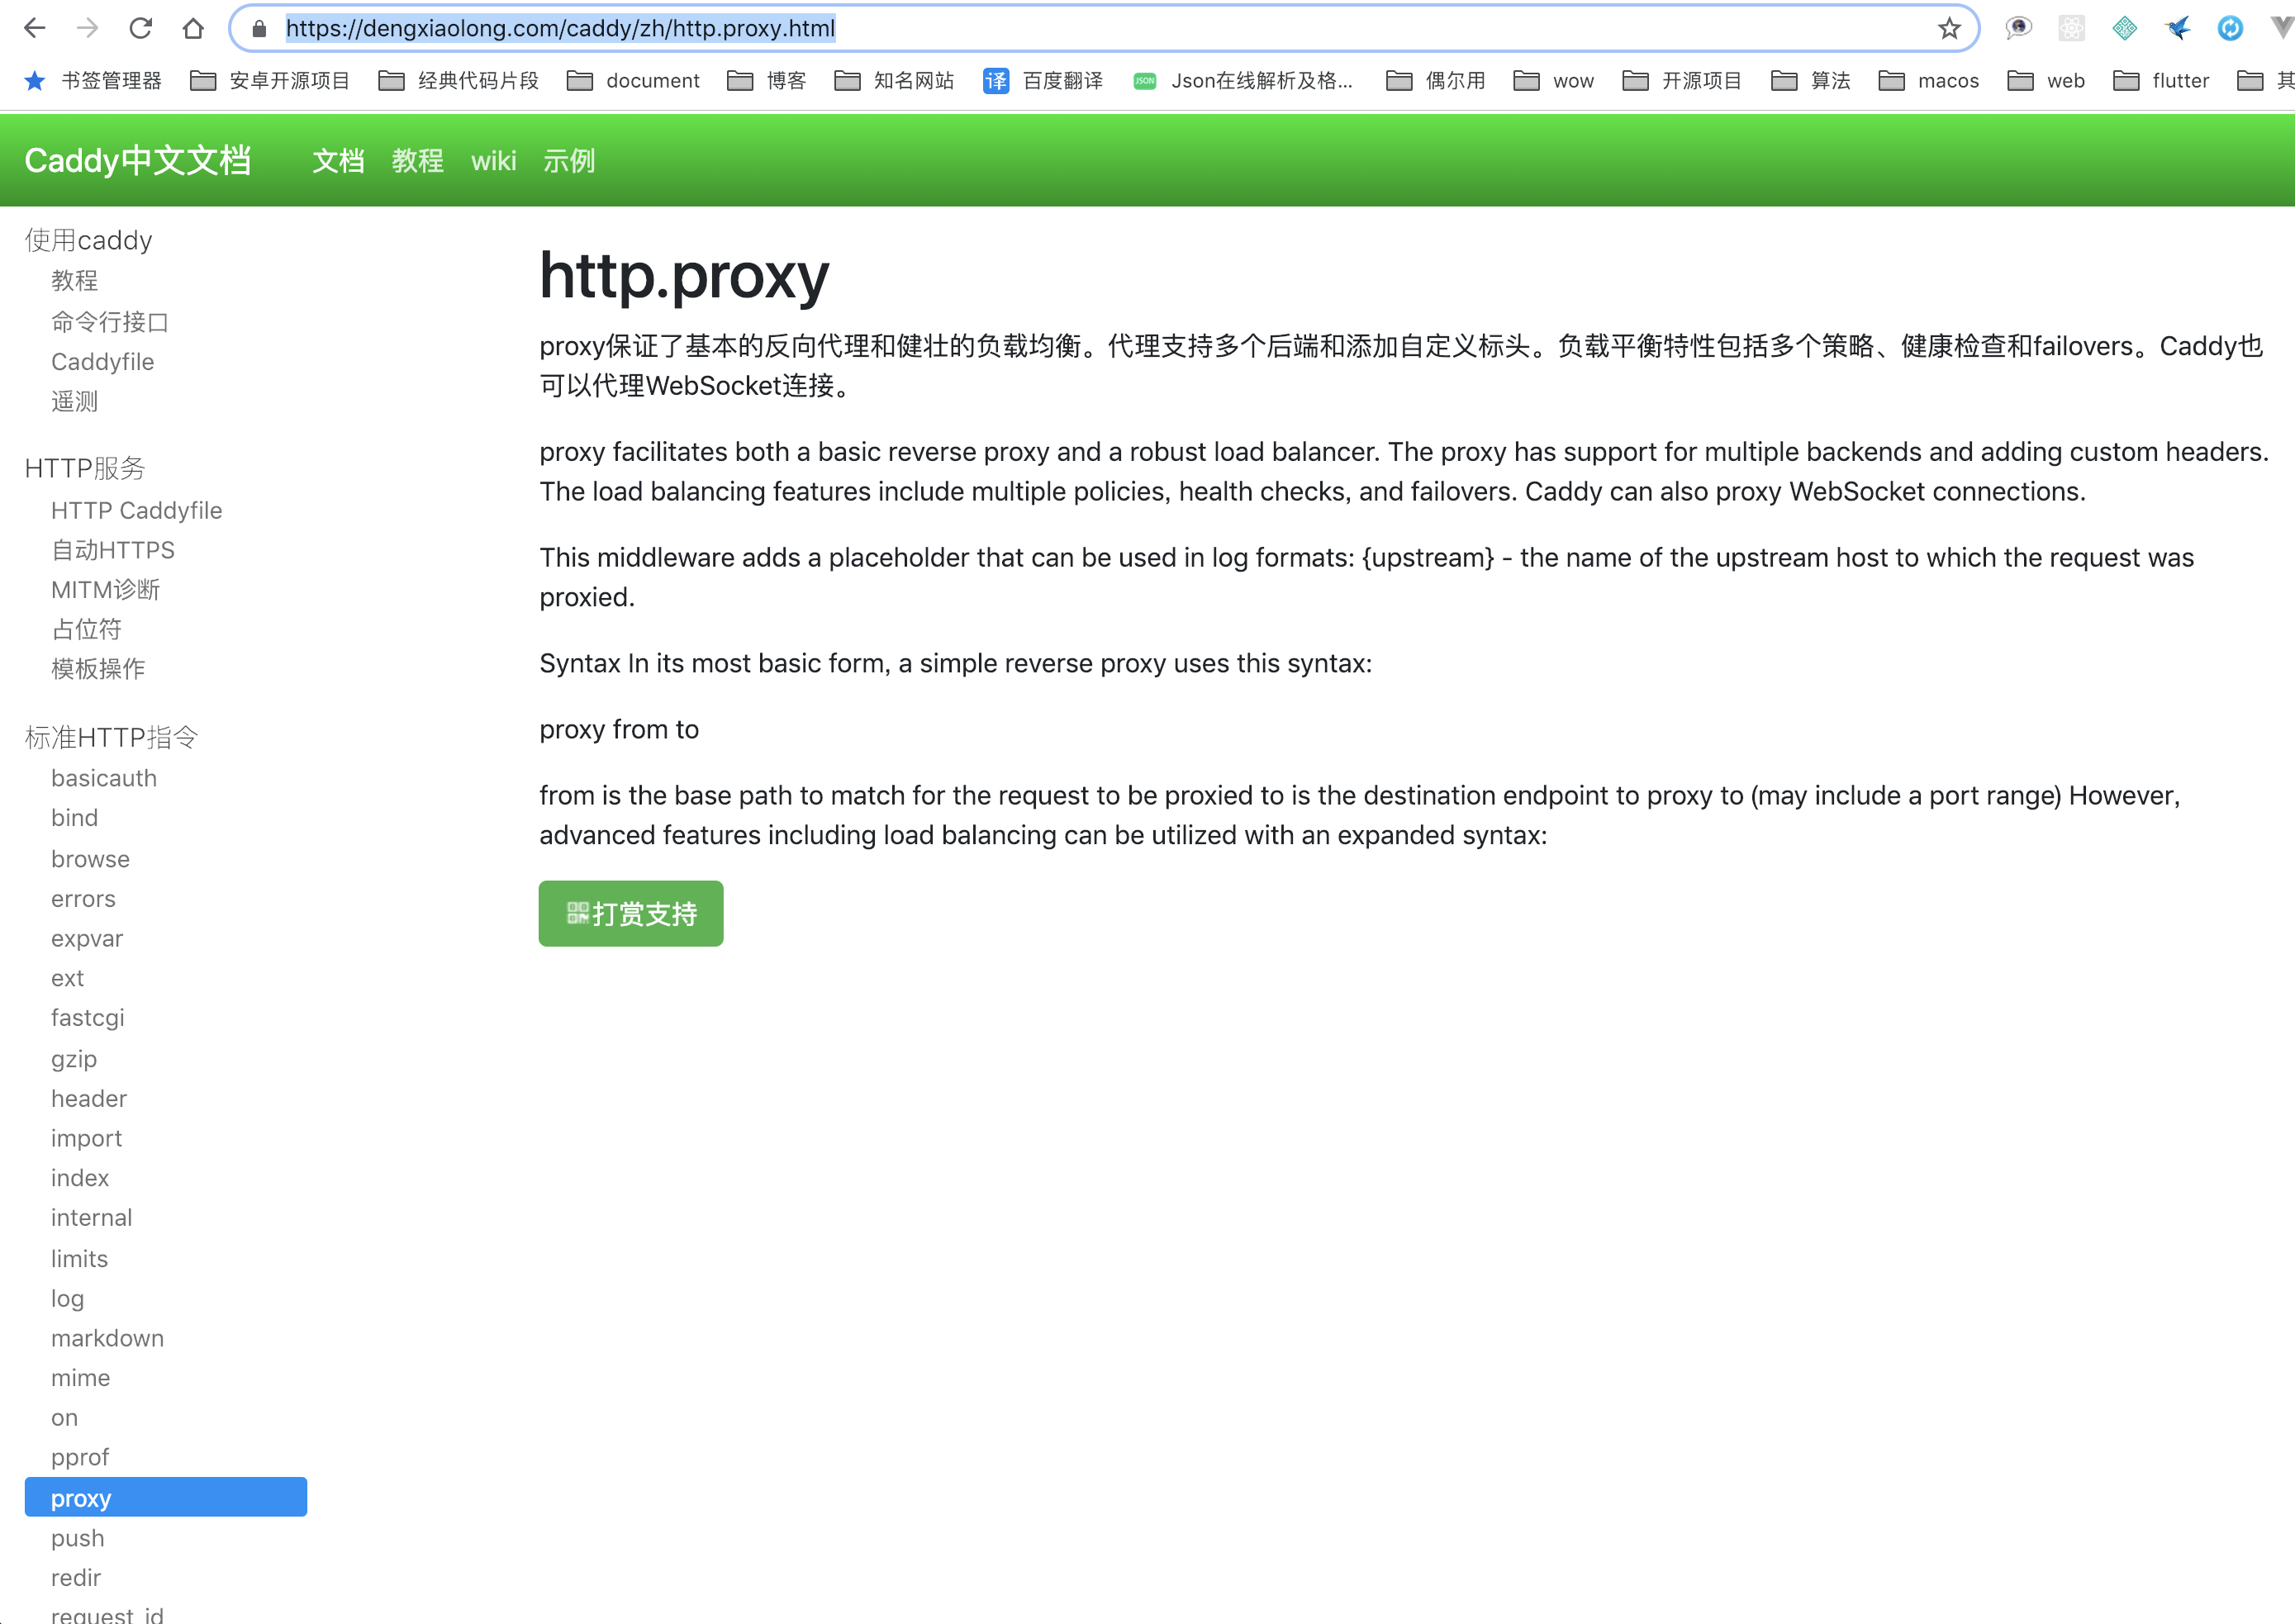 https://dengxiaolong.com/caddy/zh/http.proxy.html
书签管理器 安卓开源项目 经典代码片段 document 博客 知名网站 译 百度翻译 JSON Json在线解析及格... 偶尔用 wow 开源项目 算法 macos web flutter 其
Caddy中文文档 文档 教程 wiki 示例
使用caddy
教程
命令行接口
Caddyfile
遥测
HTTP服务
HTTP Caddyfile
自动HTTPS
MITM诊断
占位符
模板操作
标准HTTP指令
basicauth
bind
browse
errors
expvar
ext
fastcgi
gzip
header
import
index
internal
limits
log
markdown
mime
on
pprof
proxy
push
redir
request_id
http.proxy
proxy保证了基本的反向代理和健壮的负载均衡。代理支持多个后端和添加自定义标头。负载平衡特性包括多个策略、健康检查和failovers。Caddy也
可以代理WebSocket连接。
proxy facilitates both a basic reverse proxy and a robust load balancer. The proxy has support for multiple backends and adding custom headers.
The load balancing features include multiple policies, health checks, and failovers. Caddy can also proxy WebSocket connections.
This middleware adds a placeholder that can be used in log formats: {upstream} - the name of the upstream host to which the request was
proxied.
Syntax In its most basic form, a simple reverse proxy uses this syntax:
proxy from to
from is the base path to match for the request to be proxied to is the destination endpoint to proxy to (may include a port range) However,
advanced features including load balancing can be utilized with an expanded syntax:
打赏支持